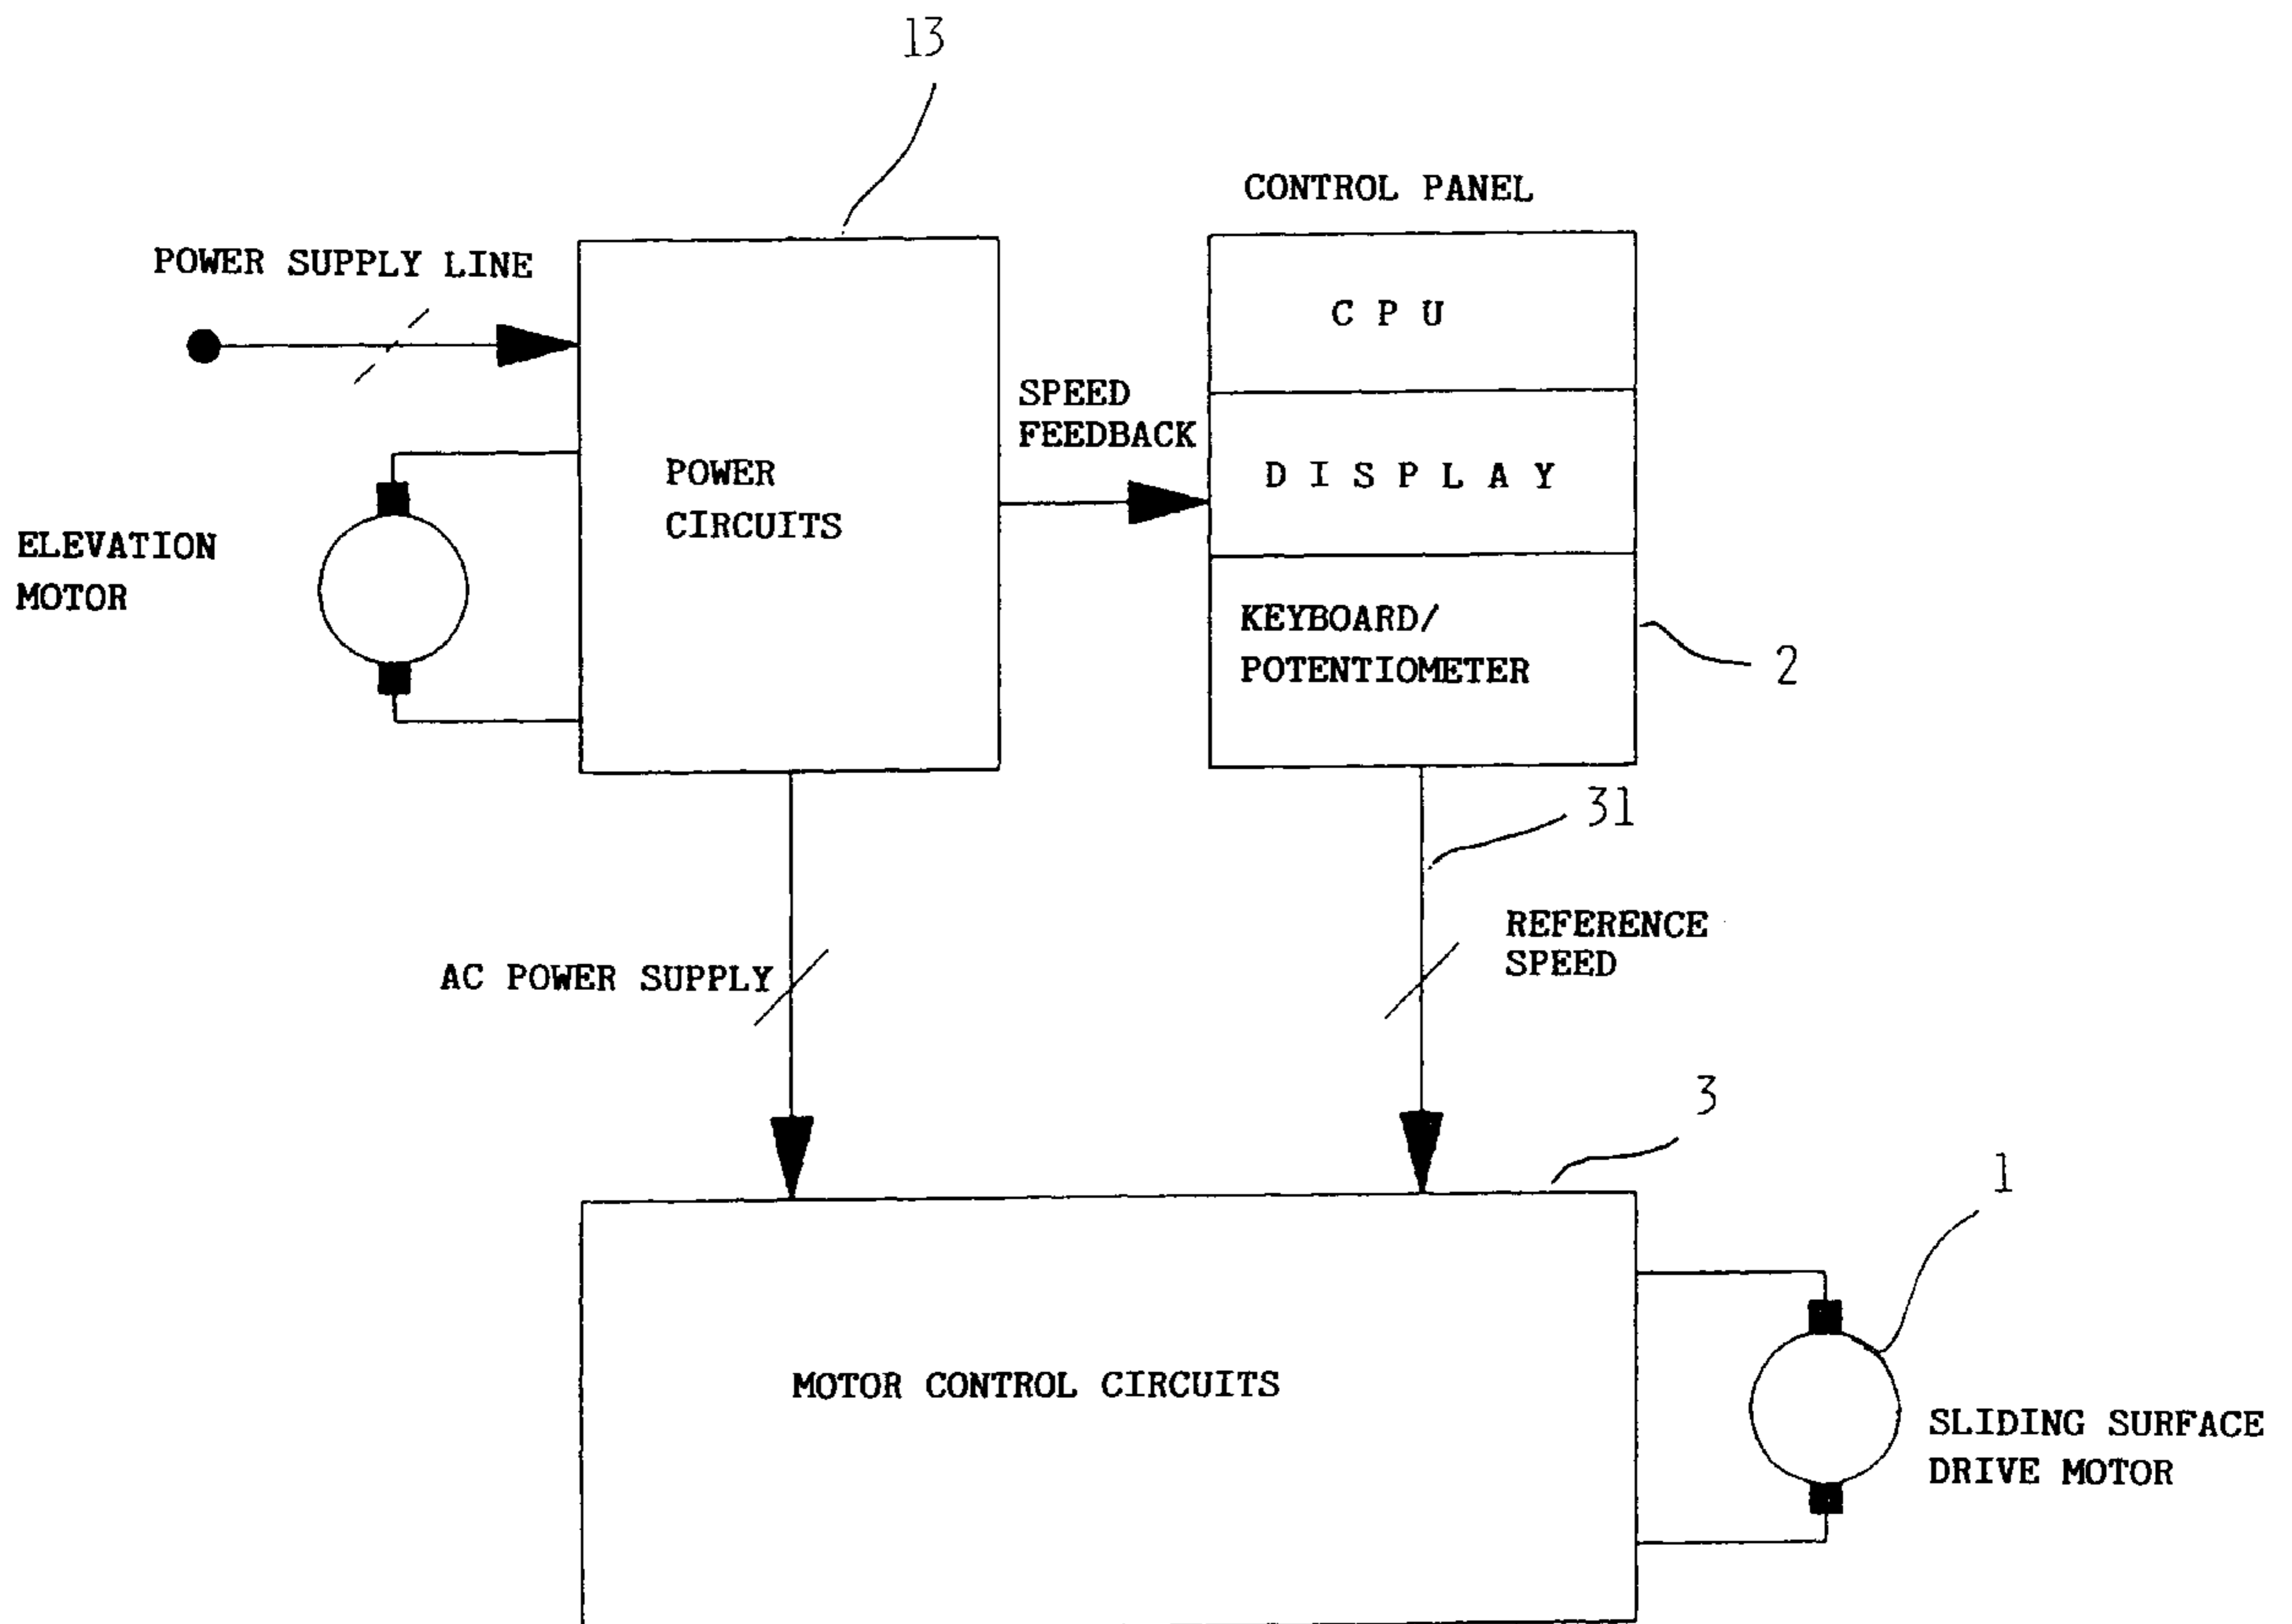 13
CONTROL PANEL
POWER SUPPLY LINE
C P U
SPEED
FEEDBACK
POWER
CIRCUITS
D I S P L A Y
ELEVATION
MOTOR
KEYBOARD/
POTENTIOMETER
2
31
AC POWER SUPPLY
REFERENCE
SPEED
3
1
MOTOR CONTROL CIRCUITS
SLIDING SURFACE
DRIVE MOTOR